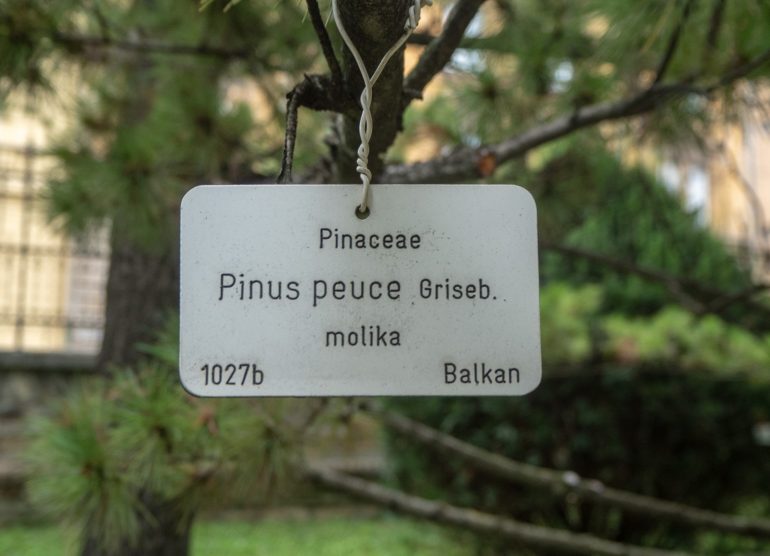 Pinaceae
Pinus peuce Griseb.
molika
1027b Balkan